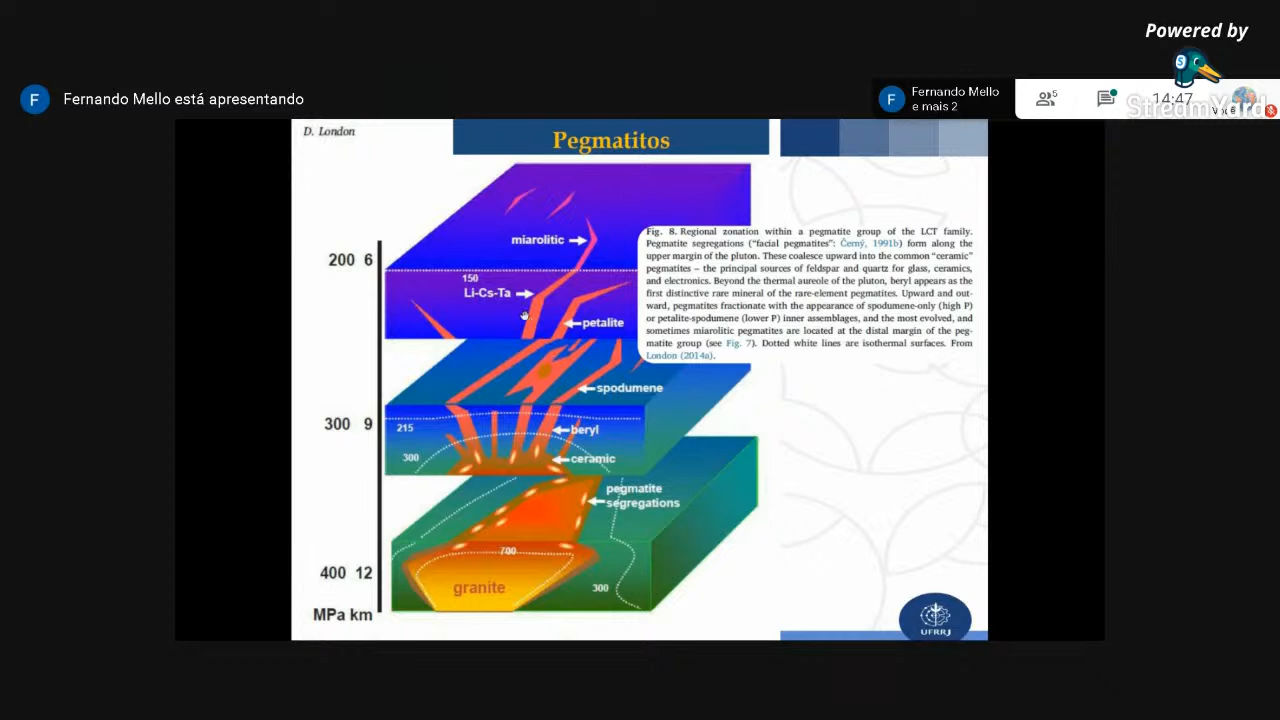 Powered by
S
StreamYard
F
Fernando Mello está apresentando
F
Fernando Mello
e mais 2
5
14:47
Você
D. London
Pegmatitos
miarolitic
200 6
150
Li-Cs-Ta
petalite
Fig. 8. Regional zonation within a pegmatite group of the LCT family.
Pegmatite segregations (“facial pegmatites”: Černý, 1991b) form along the
upper margin of the pluton. These coalesce upward into the common “ceramic”
pegmatites – the principal sources of feldspar and quartz for glass, ceramics,
and electronics. Beyond the thermal aureole of the pluton, beryl appears as the
first distinctive rare mineral of the rare-element pegmatites. Upward and out-
ward, pegmatites fractionate with the appearance of spodumene-only (high P)
or petalite-spodumene (lower P) inner assemblages, and the most evolved, and
sometimes miarolitic pegmatites are located at the distal margin of the peg-
matite group (see Fig. 7). Dotted white lines are isothermal surfaces. From
London (2014a).
spodumene
300 9
215
beryl
300
ceramic
pegmatite
segregations
700
400 12
granite
300
MPa km
UFRRJ